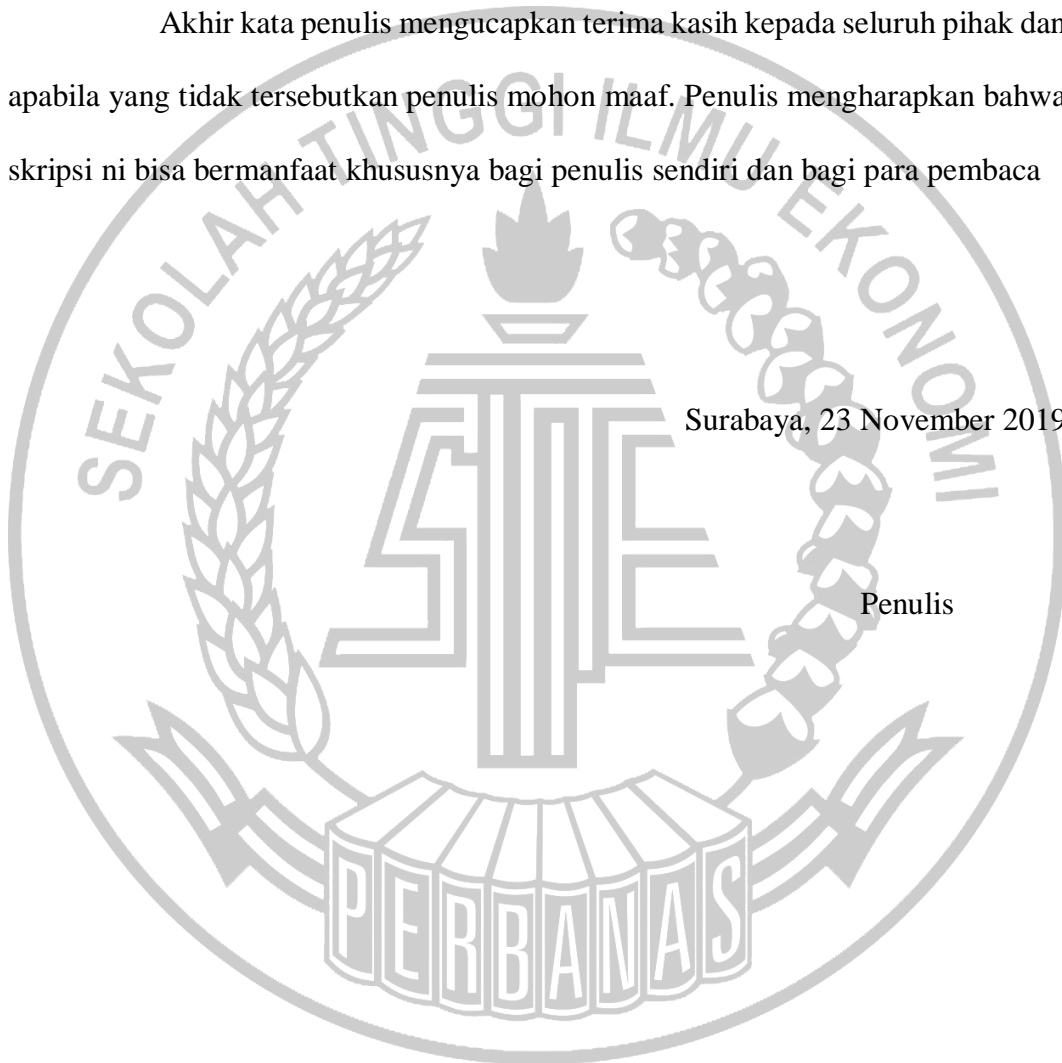 Akhir kata penulis mengucapkan terima kasih kepada seluruh pihak dan
apabila yang tidak tersebutkan penulis mohon maaf. Penulis mengharapkan bahwa
skripsi ni bisa bermanfaat khususnya bagi penulis sendiri dan bagi para pembaca
SEKOLAH TINGGI ILMU EKONOMI
Surabaya, 23 November 2019
STIE
Penulis
PERBANAS